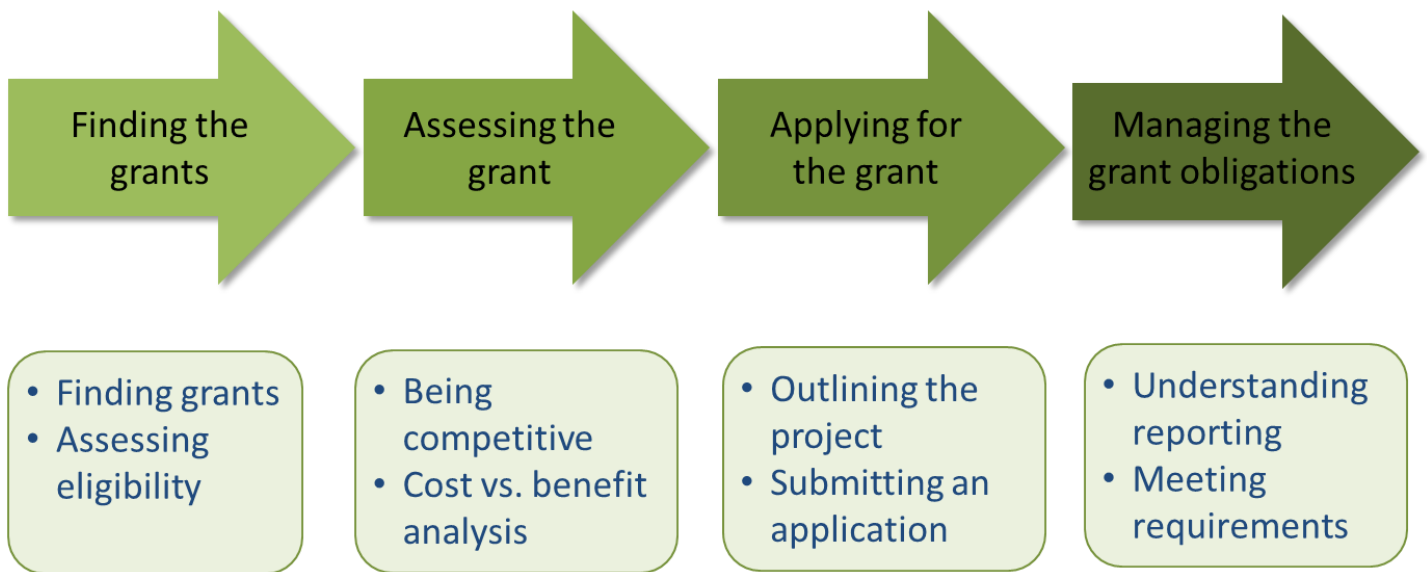 Finding the
grants
Assessing the
grant
Applying for
the grant
Managing the
grant obligations
• Finding grants
• Assessing
eligibility
• Being
competitive
• Cost vs. benefit
analysis
• Outlining the
project
• Submitting an
application
• Understanding
reporting
• Meeting
requirements